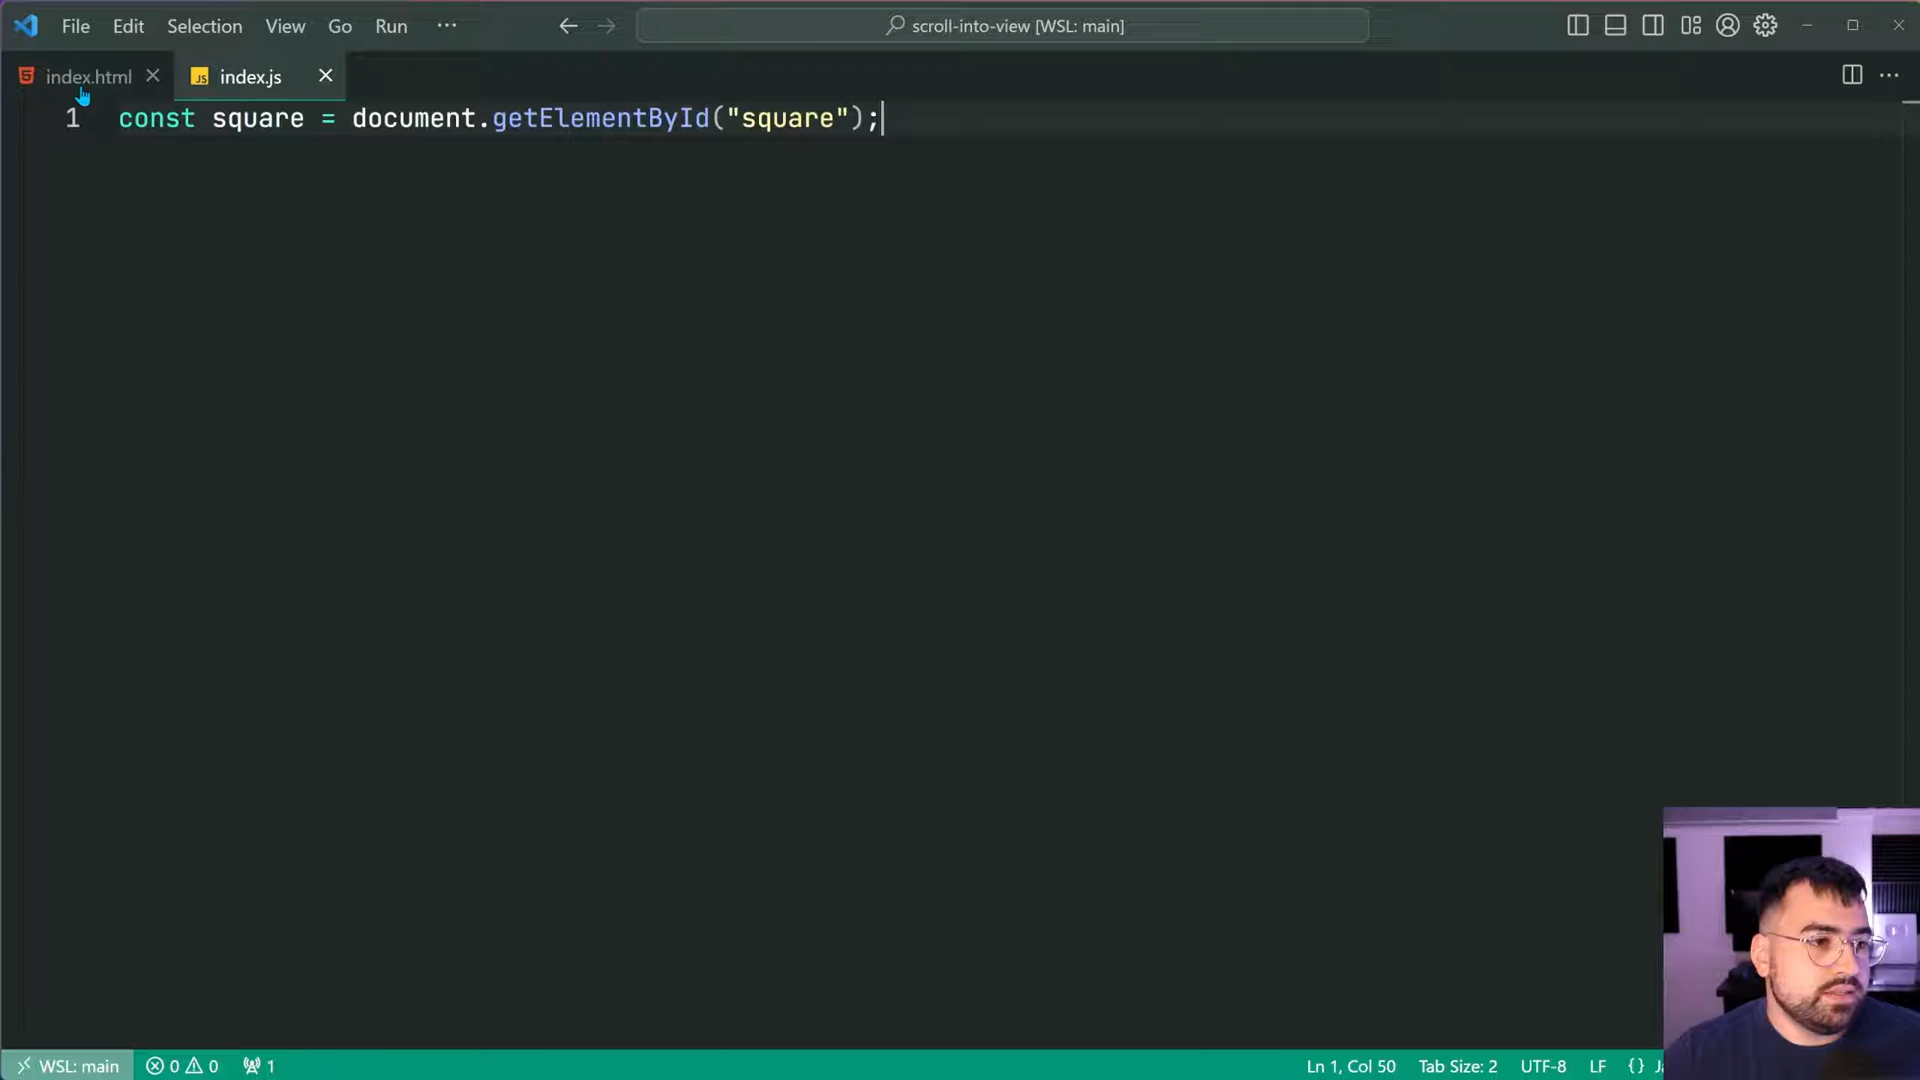 File Edit Selection View Go Run ··· scroll-into-view [WSL: main]
index.html JS index.js
1 const square = document.getElementById("square");
WSL: main 0 0 1 Ln 1, Col 50 Tab Size: 2 UTF-8 LF {}